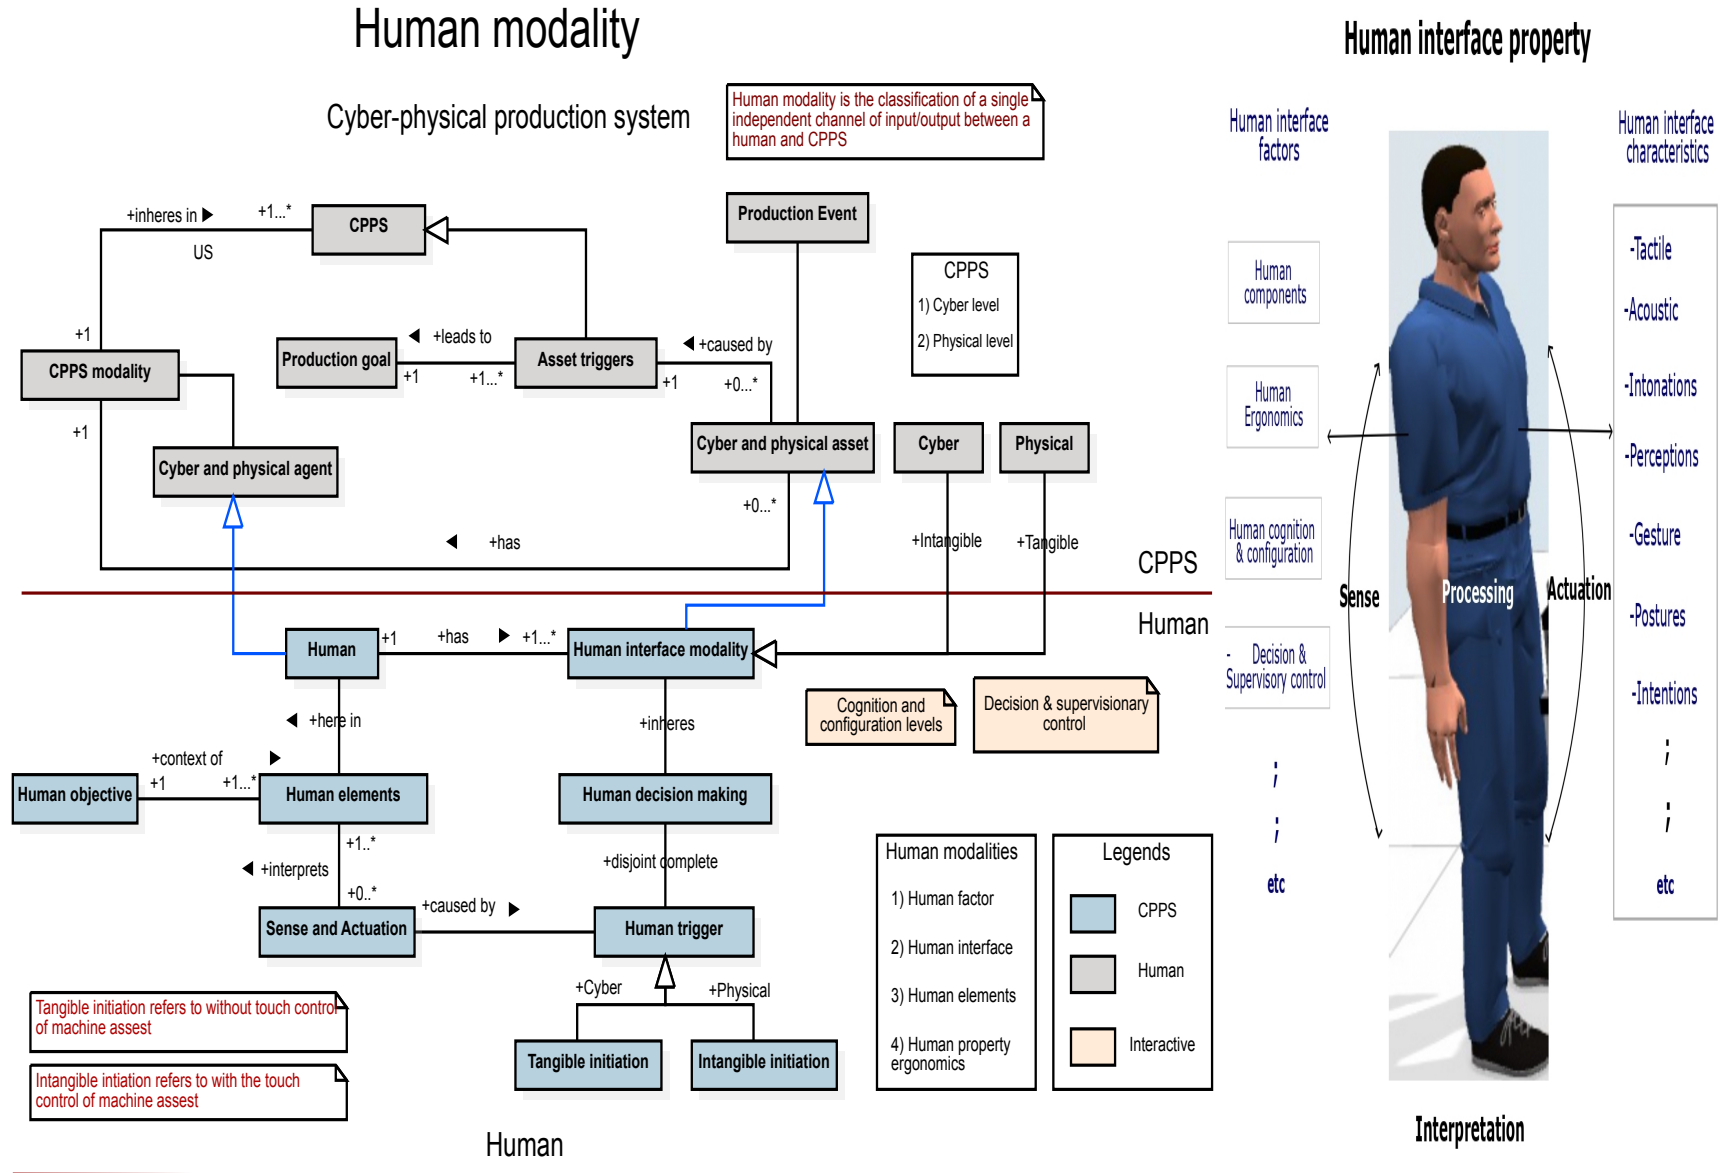 Human modality
Human interface property
Cyber-physical production system
Human modality is the classification of a single
independent channel of input/output between a
human and CPPS
+inheres in
+1...*
US
CPPS
Production Event
CPPS
1) Cyber level
2) Physical level
+1
CPPS modality
+1
Production goal
+leads to
+1
+1...*
Asset triggers
+caused by
+1
+0...*
Cyber and physical agent
Cyber and physical asset
Cyber
Physical
+0...*
+has
+Intangible
+Tangible
CPPS
Human
Human
+1
+has
+1...*
Human interface modality
+here in
+inheres
Cognition and
configuration levels
Decision & supervisionary
control
+context of
+1
+1...*
Human objective
Human elements
Human decision making
+1..*
+interprets
+0..*
+disjoint complete
+caused by
Sense and Actuation
Human trigger
+Cyber
+Physical
Tangible initiation
Intangible initiation
Tangible initiation refers to without touch control
of machine assest
Intangible intiation refers to with the touch
control of machine assest
Human modalities
1) Human factor
2) Human interface
3) Human elements
4) Human property
ergonomics
Legends
CPPS
Human
Interactive
Human
Human interface
factors
Human
components
Human
Ergonomics
Human cognition
& configuration
- Decision &
Supervisory control
;
;
etc
Sense
Processing
Actuation
Human interface
characteristics
-Tactile
-Acoustic
-Intonations
-Perceptions
-Gesture
-Postures
-Intentions
;
;
etc
Interpretation